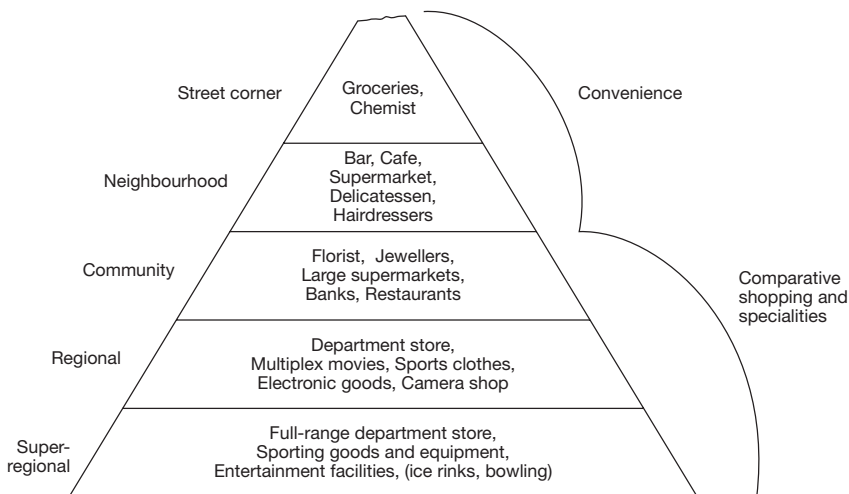 Street corner
Groceries,
Chemist
Convenience
Neighbourhood
Bar, Cafe,
Supermarket,
Delicatessen,
Hairdressers
Community
Florist, Jewellers,
Large supermarkets,
Banks, Restaurants
Comparative
shopping and
specialities
Regional
Department store,
Multiplex movies, Sports clothes,
Electronic goods, Camera shop
Super-
regional
Full-range department store,
Sporting goods and equipment,
Entertainment facilities, (ice rinks, bowling)